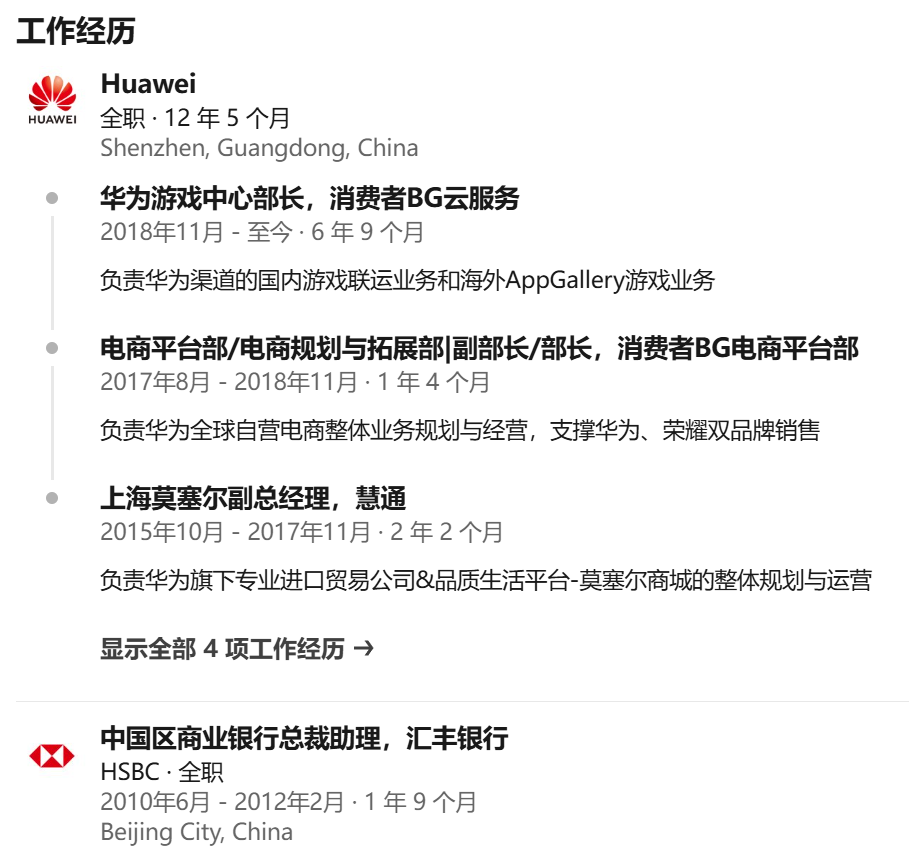 工作经历
Huawei
HUAWEI
全职 · 12 年 5 个月
Shenzhen, Guangdong, China
华为游戏中心部长，消费者BG云服务
2018年11月 - 至今 · 6 年 9 个月
负责华为渠道的国内游戏联运业务和海外AppGallery游戏业务
电商平台部/电商规划与拓展部|副部长/部长，消费者BG电商平台部
2017年8月 - 2018年11月 · 1 年 4 个月
负责华为全球自营电商整体业务规划与经营，支撑华为、荣耀双品牌销售
上海莫塞尔副总经理，慧通
2015年10月 - 2017年11月 · 2 年 2 个月
负责华为旗下专业进口贸易公司&品质生活平台-莫塞尔商城的整体规划与运营
显示全部 4 项工作经历 →
中国区商业银行总裁助理，汇丰银行
HSBC · 全职
2010年6月 - 2012年2月 · 1 年 9 个月
Beijing City, China